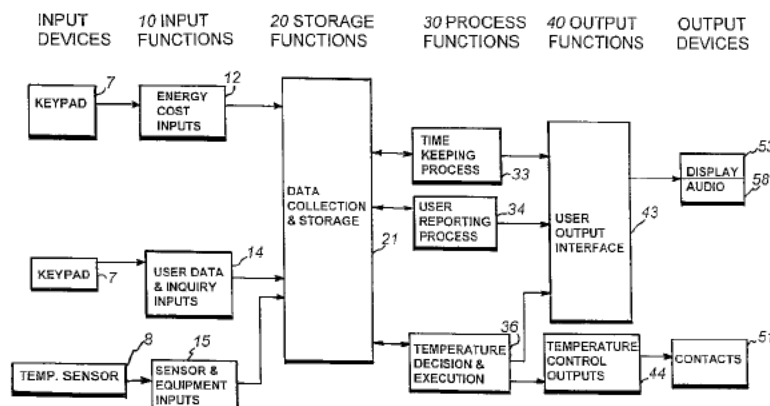 INPUT DEVICES
10 INPUT FUNCTIONS
20 STORAGE FUNCTIONS
30 PROCESS FUNCTIONS
40 OUTPUT FUNCTIONS
OUTPUT DEVICES
7
KEYPAD
12
ENERGY
COST
INPUTS
DATA
COLLECTION
& STORAGE
21
TIME
KEEPING
PROCESS
33
USER
REPORTING
PROCESS
34
USER
OUTPUT
INTERFACE
43
53
DISPLAY
AUDIO
58
KEYPAD
7
14
USER DATA
& INQUIRY
INPUTS
8
TEMP. SENSOR
15
SENSOR &
EQUIPMENT
INPUTS
36
TEMPERATURE
DECISION &
EXECUTION
TEMPERATURE
CONTROL
OUTPUTS
44
51
CONTACTS